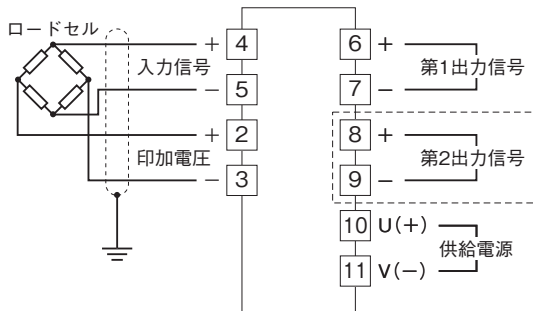 ロードセル
+ 4
入力信号
− 5
+ 2
印加電圧
− 3
6 +
第1出力信号
7 −
8 +
第2出力信号
9 −
10 U(+)
供給電源
11 V(−)